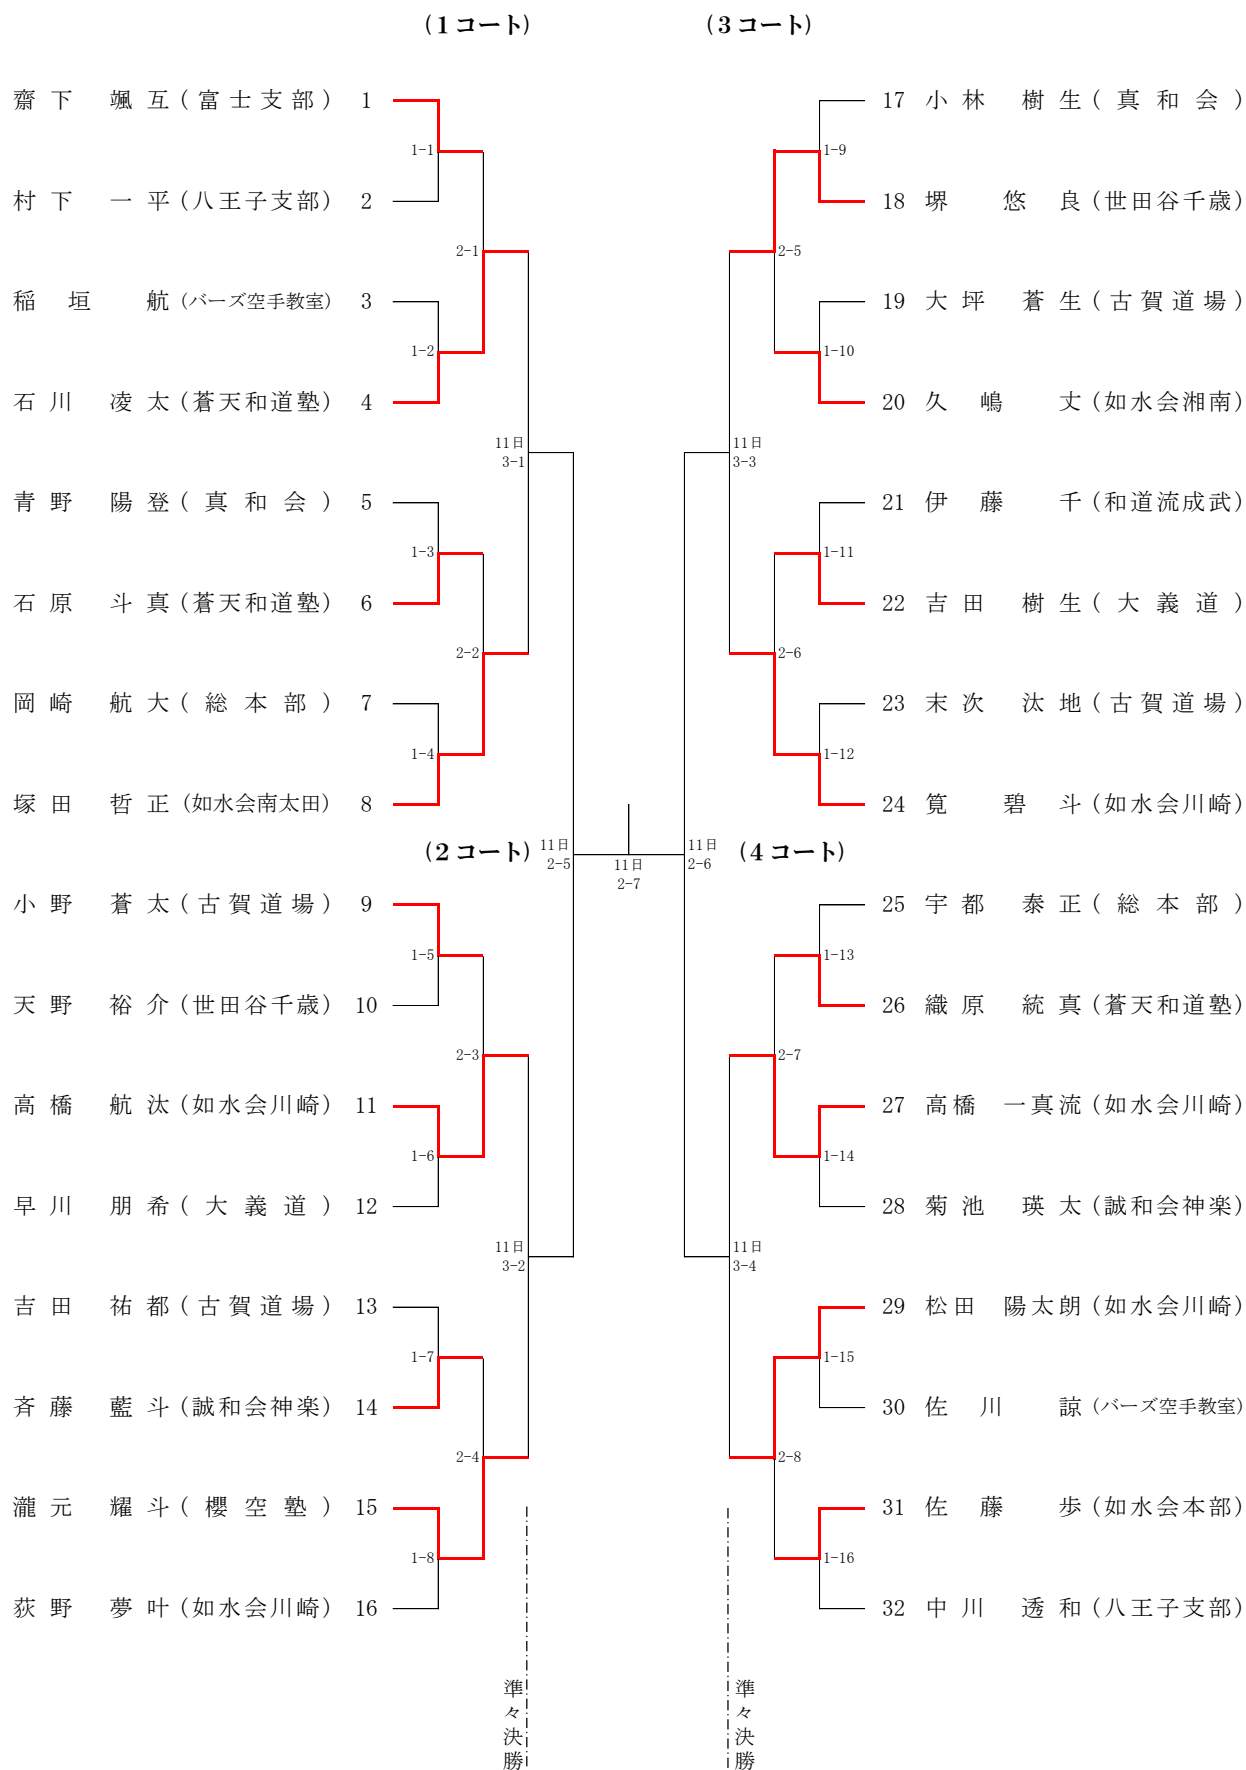 (1コート)
齋下 颯互(富士支部) 1
1-1
村下 一平(八王子支部) 2
2-1
稲垣 航(バーズ空手教室) 3
1-2
石川 凌太(蒼天和道塾) 4
11日
3-1
青野 陽登(真和会) 5
1-3
石原 斗真(蒼天和道塾) 6
2-2
岡崎 航大(総本部) 7
1-4
塚田 哲正(如水会南太田) 8
(2コート)
11日
2-5
小野 蒼太(古賀道場) 9
1-5
天野 裕介(世田谷千歳) 10
2-3
高橋 航汰(如水会川崎) 11
1-6
早川 朋希(大義道) 12
11日
3-2
吉田 祐都(古賀道場) 13
1-7
斉藤 藍斗(誠和会神楽) 14
2-4
瀧元 耀斗(櫻空塾) 15
1-8
荻野 夢叶(如水会川崎) 16
準々決勝
11日
2-7
(3コート)
17 小林 樹生(真和会)
1-9
18 堺 悠良(世田谷千歳)
2-5
19 大坪 蒼生(古賀道場)
1-10
20 久嶋 丈(如水会湘南)
11日
3-3
21 伊藤 千(和道流成武)
1-11
22 吉田 樹生(大義道)
2-6
23 末次 汰地(古賀道場)
1-12
24 筧 碧斗(如水会川崎)
11日
2-6
(4コート)
25 宇都 泰正(総本部)
1-13
26 織原 統真(蒼天和道塾)
2-7
27 高橋 一真流(如水会川崎)
1-14
28 菊池 瑛太(誠和会神楽)
11日
3-4
29 松田 陽太朗(如水会川崎)
1-15
30 佐川 諒(バーズ空手教室)
2-8
31 佐藤 歩(如水会本部)
1-16
32 中川 透和(八王子支部)
準々決勝